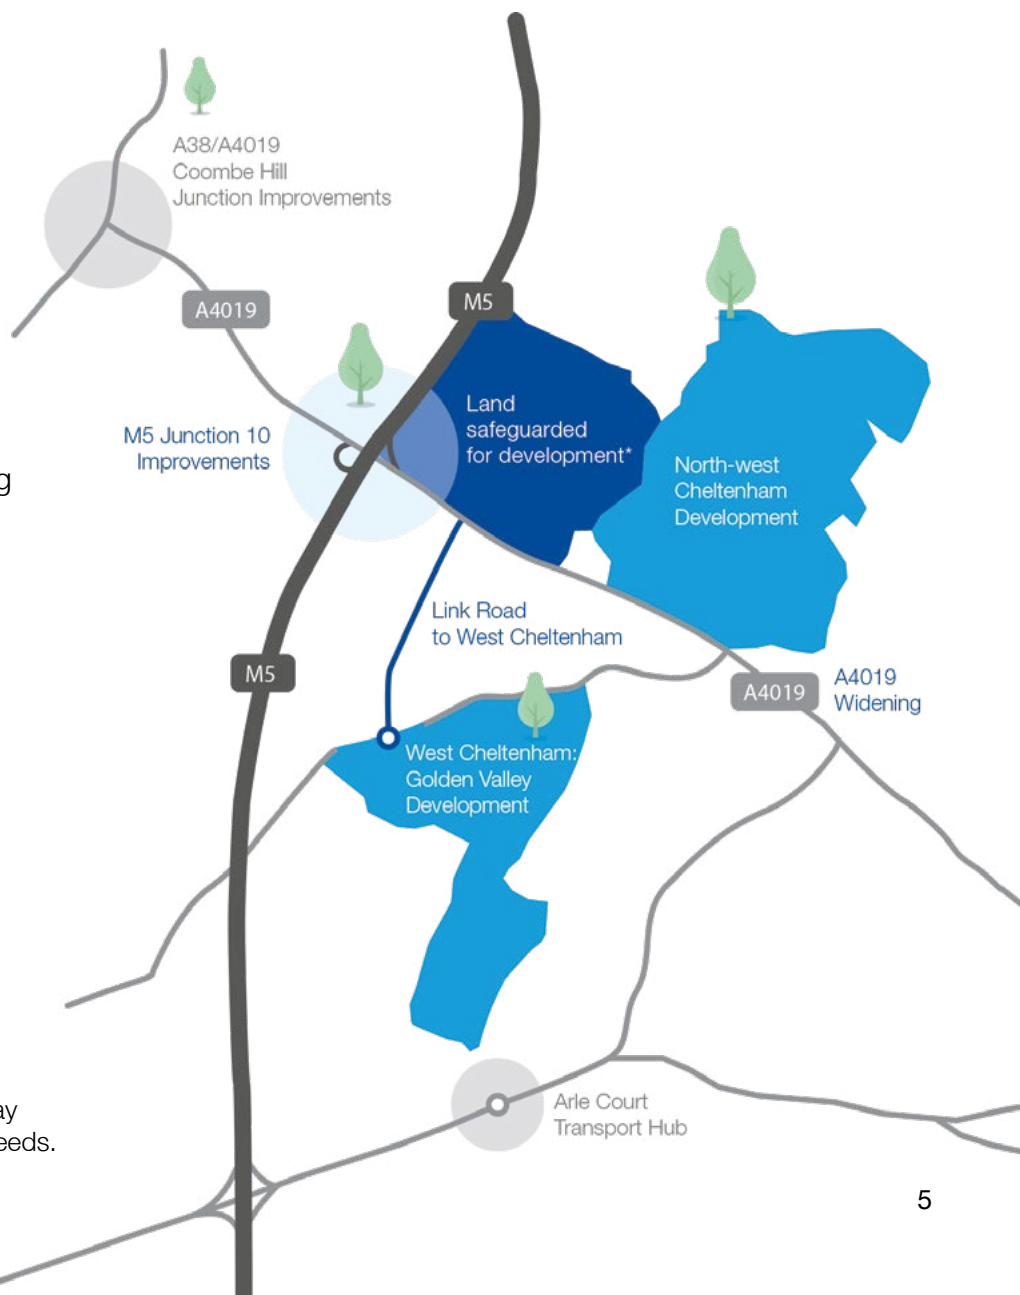 A38/A4019
Coombe Hill
Junction Improvements
M5
A4019
Land
safeguarded
for development*
M5 Junction 10
Improvements
North-west
Cheltenham
Development
g
Link Road
to West Cheltenham
M5
A4019
A4019
Widening
West Cheltenham:
Golden Valley
Development
Arle Court
Transport Hub
ay
eeds.
5